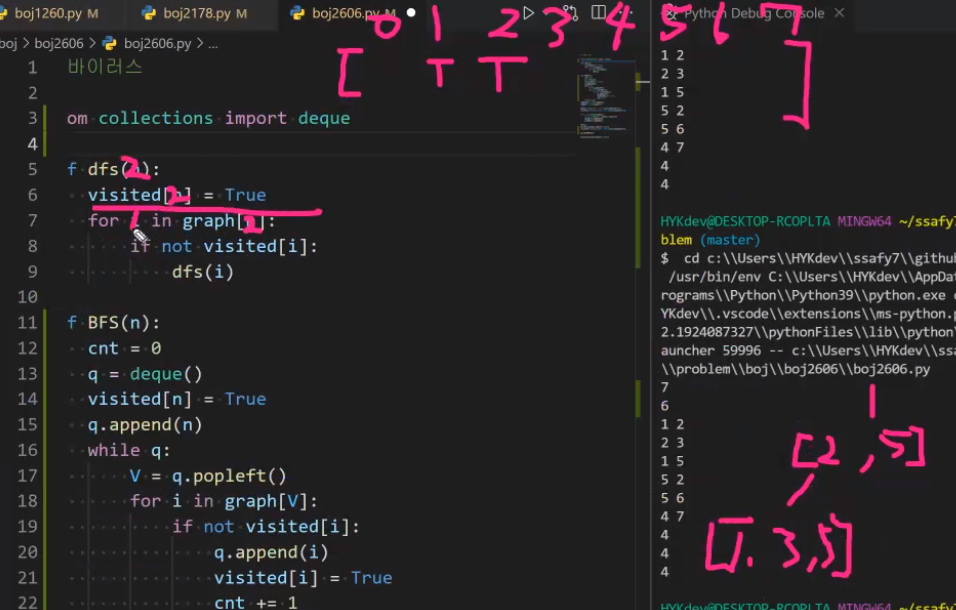 boj1260.py M boj2178.py M boj2606.py M
boj > boj2606 > boj2606.py > ...
0 1 2 3 4 5 6 7
[ T T ]
1 바이러스
2
3 om collections import deque
4
5 f dfs(2):
6 visited[2] = True
7 for 1 in graph[2]:
8 if not visited[i]:
9 dfs(i)
10
11 f BFS(n):
12 cnt = 0
13 q = deque()
14 visited[n] = True
15 q.append(n)
16 while q:
17 V = q.popleft()
18 for i in graph[V]:
19 if not visited[i]:
20 q.append(i)
21 visited[i] = True
22 cnt += 1
Python Debug Console
1 2
2 3
1 5
5 2
5 6
4 7
4
4
HYKdev@DESKTOP-RCOPLTA MINGW64 ~/ssafy7
blem (master)
$ cd c:\\Users\\HYKdev\\ssafy7\\github
/usr/bin/env C:\\Users\\HYKdev\\AppDat
rograms\\Python\\Python39\\python.exe c
YKdev\\.vscode\\extensions\\ms-python.p
2.1924087327\\pythonFiles\\lib\\python\
auncher 59996 -- c:\\Users\\HYKdev\\ssa
\\problem\\boj\\boj2606\\boj2606.py
7
6
1 2
2 3
1 5
5 2
5 6
4 7
4
4
4
1
[2 ,5]
[1. 3,5]
HYKdev@DESKTOP-RCOPLTA MINGW64 ~/ssafy7